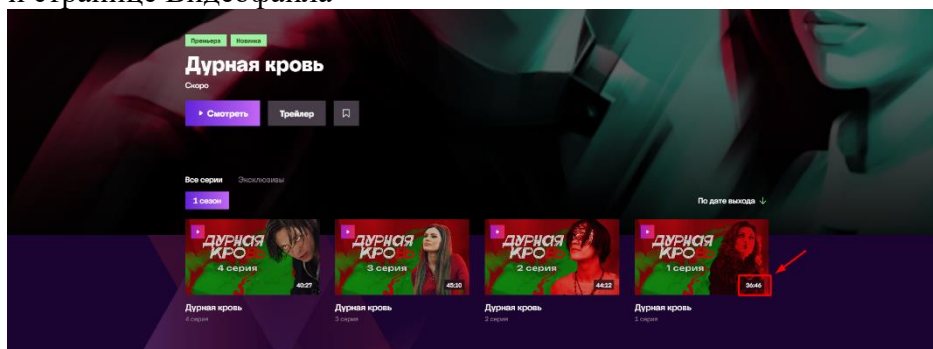 и странице Видеофайла
Премьера Новинка
Дурная кровь
Скоро
Смотреть Трейлер
Все серии Эксклюзивы
1 сезон По дате выхода ↓
ДУРНАЯ КРОВЬ 4 серия 40:27
ДУРНАЯ КРОВЬ 3 серия 45:10
ДУРНАЯ КРОВЬ 2 серия 44:12
ДУРНАЯ КРОВЬ 1 серия 36:46
Дурная кровь Дурная кровь Дурная кровь Дурная кровь
4 серия 3 серия 2 серия 1 серия